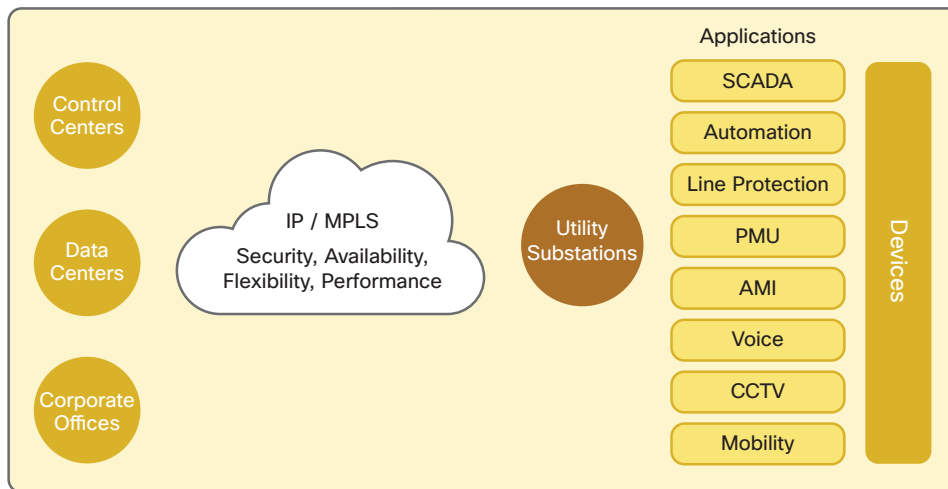 Control
Centers
Data
Centers
Corporate
Offices
IP / MPLS
Security, Availability,
Flexibility, Performance
Utility
Substations
Applications
SCADA
Automation
Line Protection
PMU
AMI
Voice
CCTV
Mobility
Devices